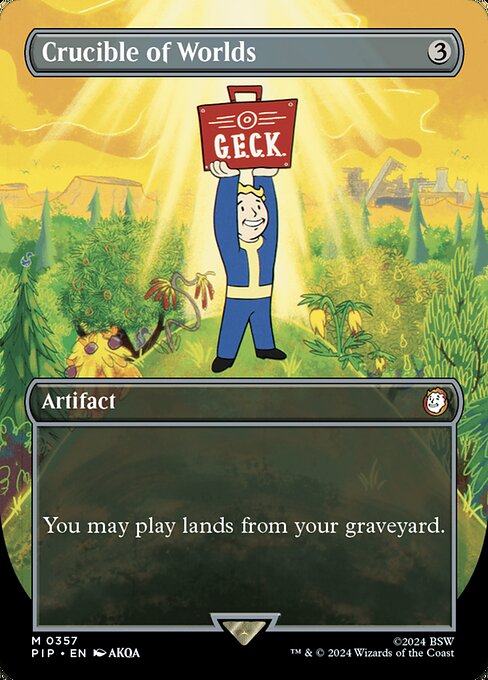 Crucible of Worlds 3
G.E.C.K.
Artifact
You may play lands from your graveyard.
M 0357 ©2024 BSW
PIP • EN AKQA ™ & © 2024 Wizards of the Coast